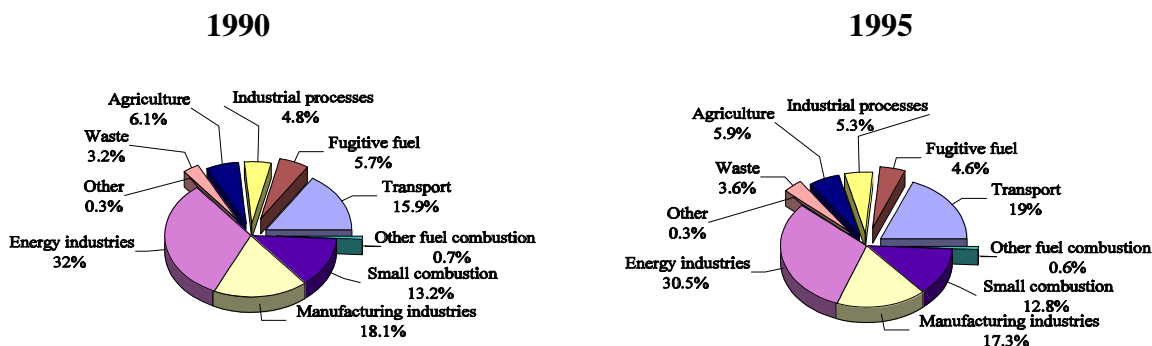 1990
Agriculture
6.1%
Industrial processes
4.8%
Waste
3.2%
Fugitive fuel
5.7%
Other
0.3%
Transport
15.9%
Energy industries
32%
Other fuel combustion
0.7%
Small combustion
13.2%
Manufacturing industries
18.1%
1995
Agriculture
5.9%
Industrial processes
5.3%
Waste
3.6%
Fugitive fuel
4.6%
Other
0.3%
Transport
19%
Energy industries
30.5%
Other fuel combustion
0.6%
Small combustion
12.8%
Manufacturing industries
17.3%